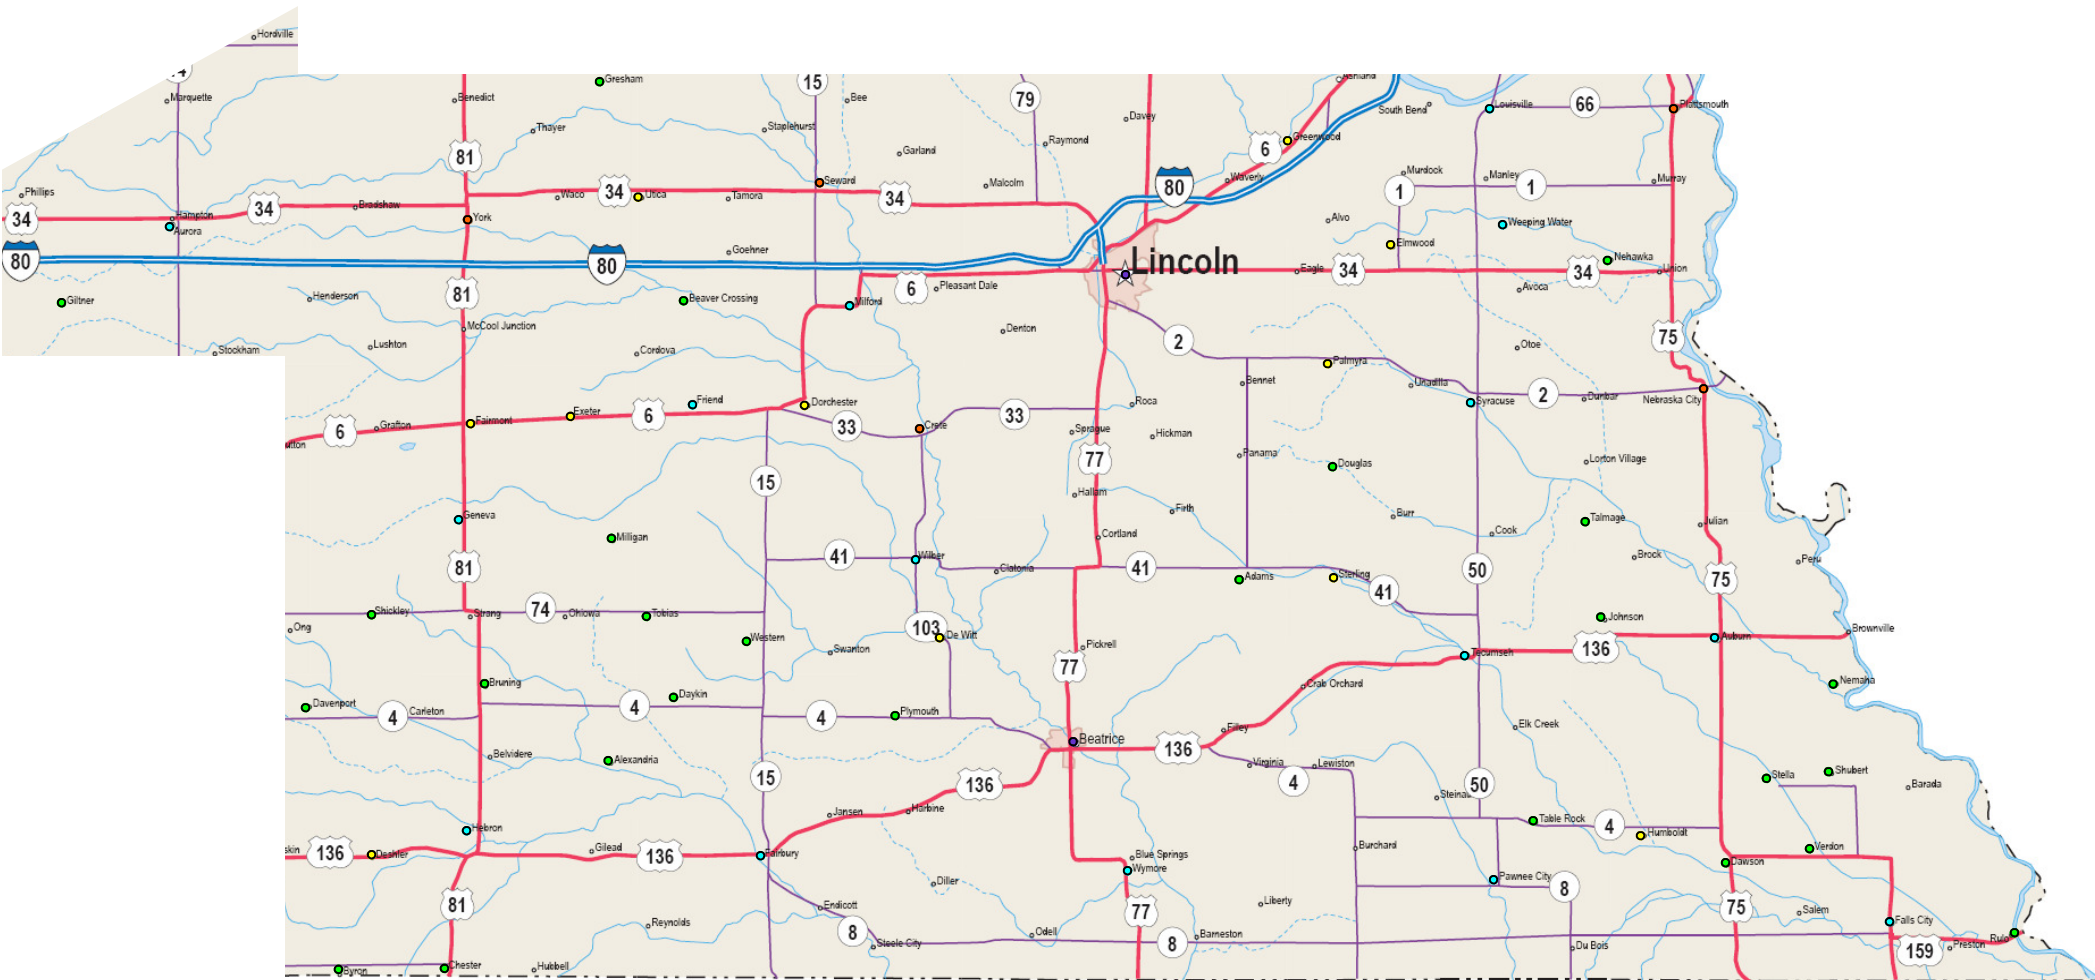 Hordville
Marquette
Benedict
Gresham
15
Bee
79
Ashland
South Bend
Louisville
66
Plattsmouth
Thayer
Staplehurst
Davey
Raymond
Greenwood
6
Garland
81
Murdock
Manley
Murray
Phillips
Waco
34
Utica
Tamora
Seward
34
Malcolm
80
Waverly
1
1
34
Hampton
34
Bradshaw
York
Aurora
Alvo
Weeping Water
Elmwood
80
80
Goehner
Lincoln
Eagle
34
34
Nehawka
Union
Giltner
Henderson
81
Beaver Crossing
Milford
6
Pleasant Dale
Avoca
McCool Junction
Denton
2
75
Stockham
Lushton
Cordova
Otoe
Palmyra
Bennet
Unadilla
2
Dunbar
Nebraska City
Syracuse
Friend
Dorchester
Roca
6
Grafton
Fairmont
Exeter
6
33
Crete
33
Sprague
Hickman
Panama
77
Douglas
Lorton Village
15
Hallam
Firth
Burr
Geneva
Talmage
Julian
Milligan
Cortland
Cook
Wilber
41
Brock
Peru
81
Clatonia
41
Adams
Sterling
41
50
75
Shickley
Strang
74
Ohiowa
Tobias
Johnson
Ong
103
De Witt
Auburn
Brownville
Western
Swanton
Pickrell
136
Tecumseh
77
Bruning
Daykin
Crab Orchard
Nemaha
Davenport
4
Carleton
4
4
Plymouth
Filley
Elk Creek
Beatrice
136
Belvidere
Alexandria
15
136
Virginia
Lewiston
4
50
Stella
Shubert
Barada
Jansen
Harbine
Table Rock
4
Humboldt
Hebron
136
Deshler
Gilead
136
Fairbury
Blue Springs
Wymore
Burchard
Verdon
Dawson
Diller
Pawnee City
8
81
Endicott
77
Liberty
75
Salem
Falls City
Reynolds
8
Steele City
Odell
8
Barneston
Du Bois
159
Preston
Rulo
Byron
Chester
Hubbell